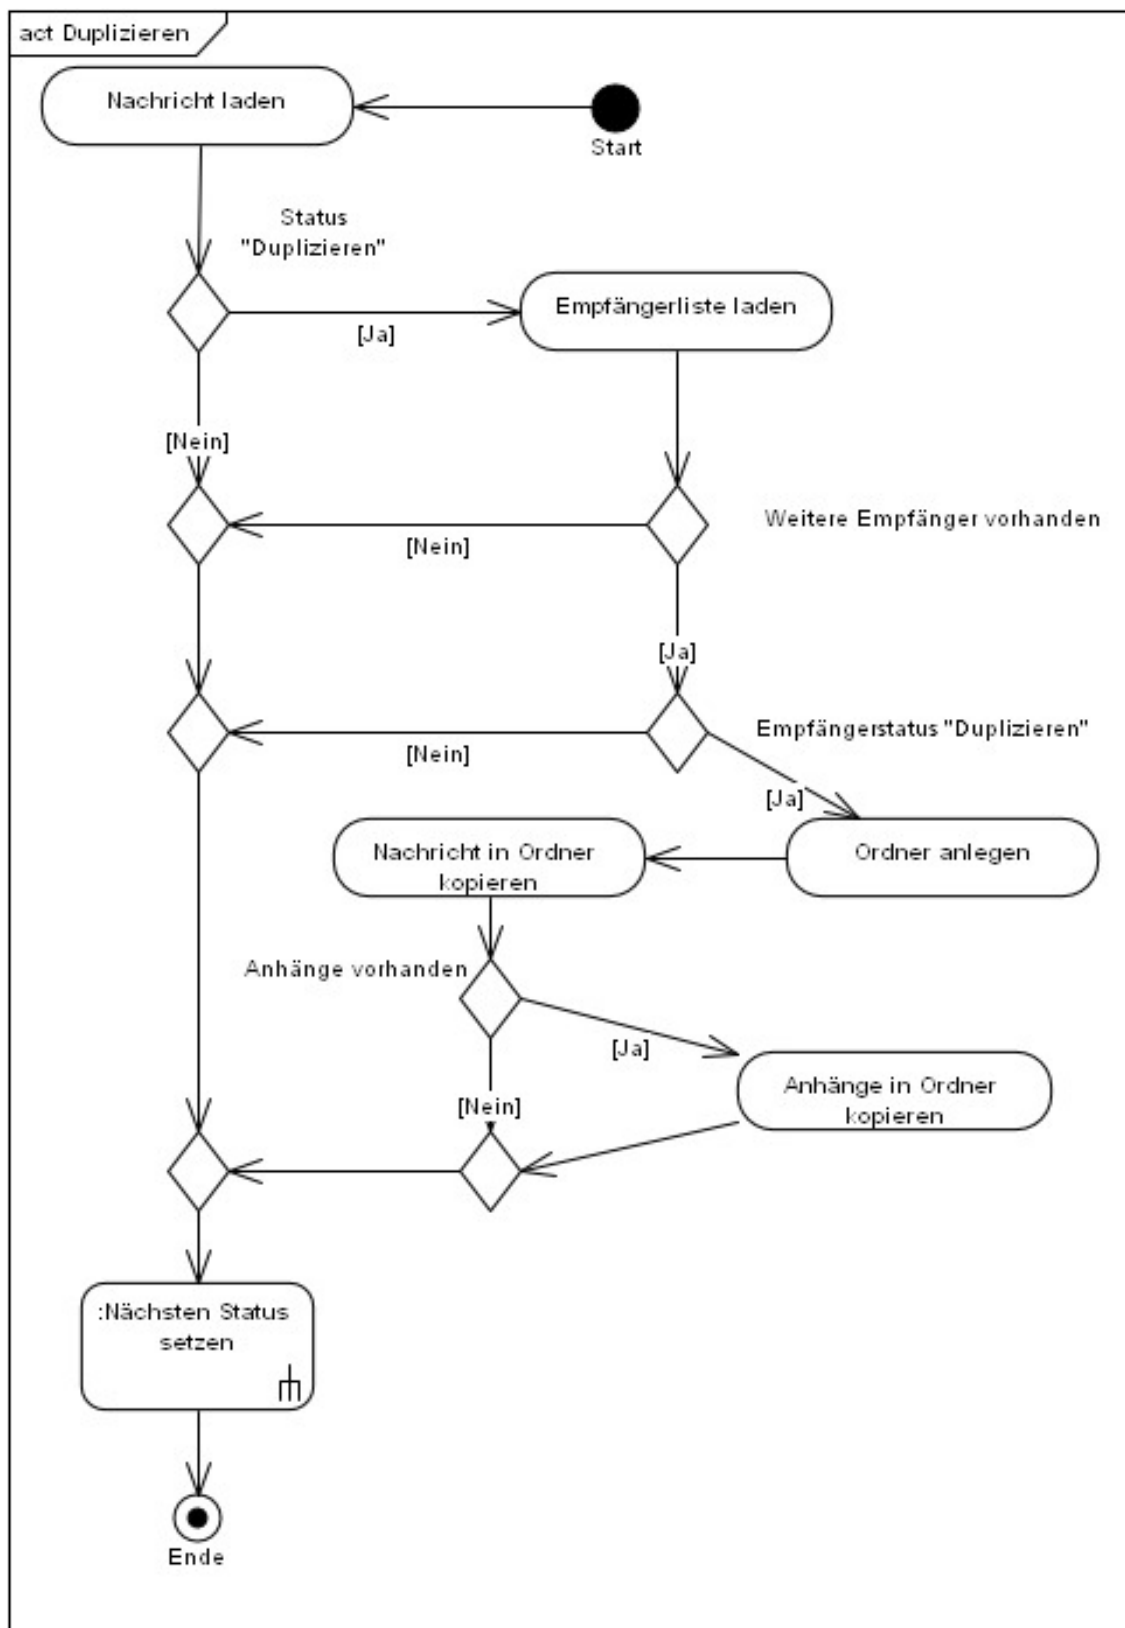 act Duplizieren
Nachricht laden
Start
Status
"Duplizieren"
Empfängerliste laden
[Ja]
[Nein]
Weitere Empfänger vorhanden
[Nein]
[Ja]
Empfängerstatus "Duplizieren"
[Nein]
[Ja]
Nachricht in Ordner
kopieren
Ordner anlegen
Anhänge vorhanden
[Ja]
Anhänge in Ordner
kopieren
[Nein]
:Nächsten Status
setzen
Ende